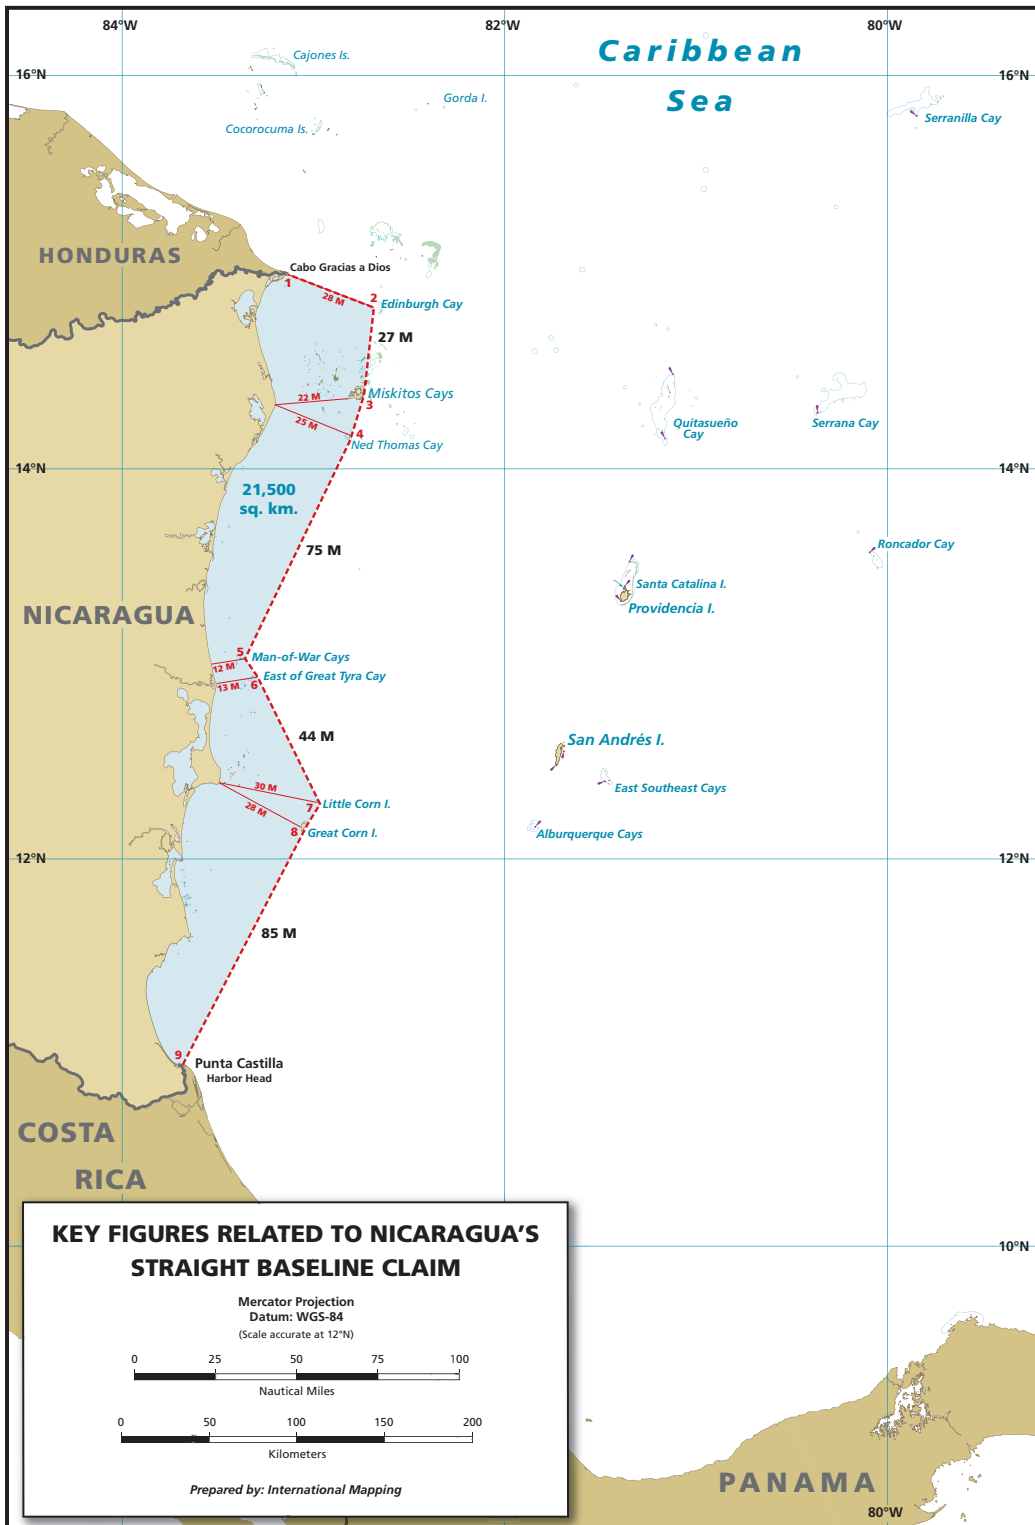 84°W
82°W
80°W
Cajones Is.
Caribbean
Sea
16°N
16°N
Gorda I.
Serranilla Cay
Cocorocuma Is.
HONDURAS
Cabo Gracias a Dios
1
28 M
2
Edinburgh Cay
27 M
22 M
Miskitos Cays
3
25 M
4
Ned Thomas Cay
Quitasueño
Cay
Serrana Cay
14°N
14°N
21,500
sq. km.
75 M
Roncador Cay
Santa Catalina I.
Providencia I.
NICARAGUA
5
Man-of-War Cays
12 M
East of Great Tyra Cay
13 M
6
44 M
San Andrés I.
30 M
East Southeast Cays
28 M
7
Little Corn I.
8
Great Corn I.
Alburquerque Cays
12°N
12°N
85 M
9
Punta Castilla
Harbor Head
COSTA
RICA
10°N
KEY FIGURES RELATED TO NICARAGUA'S
STRAIGHT BASELINE CLAIM
Mercator Projection
Datum: WGS-84
(Scale accurate at 12°N)
0 25 50 75 100
Nautical Miles
0 50 100 150 200
Kilometers
Prepared by: International Mapping
PANAMA
80°W